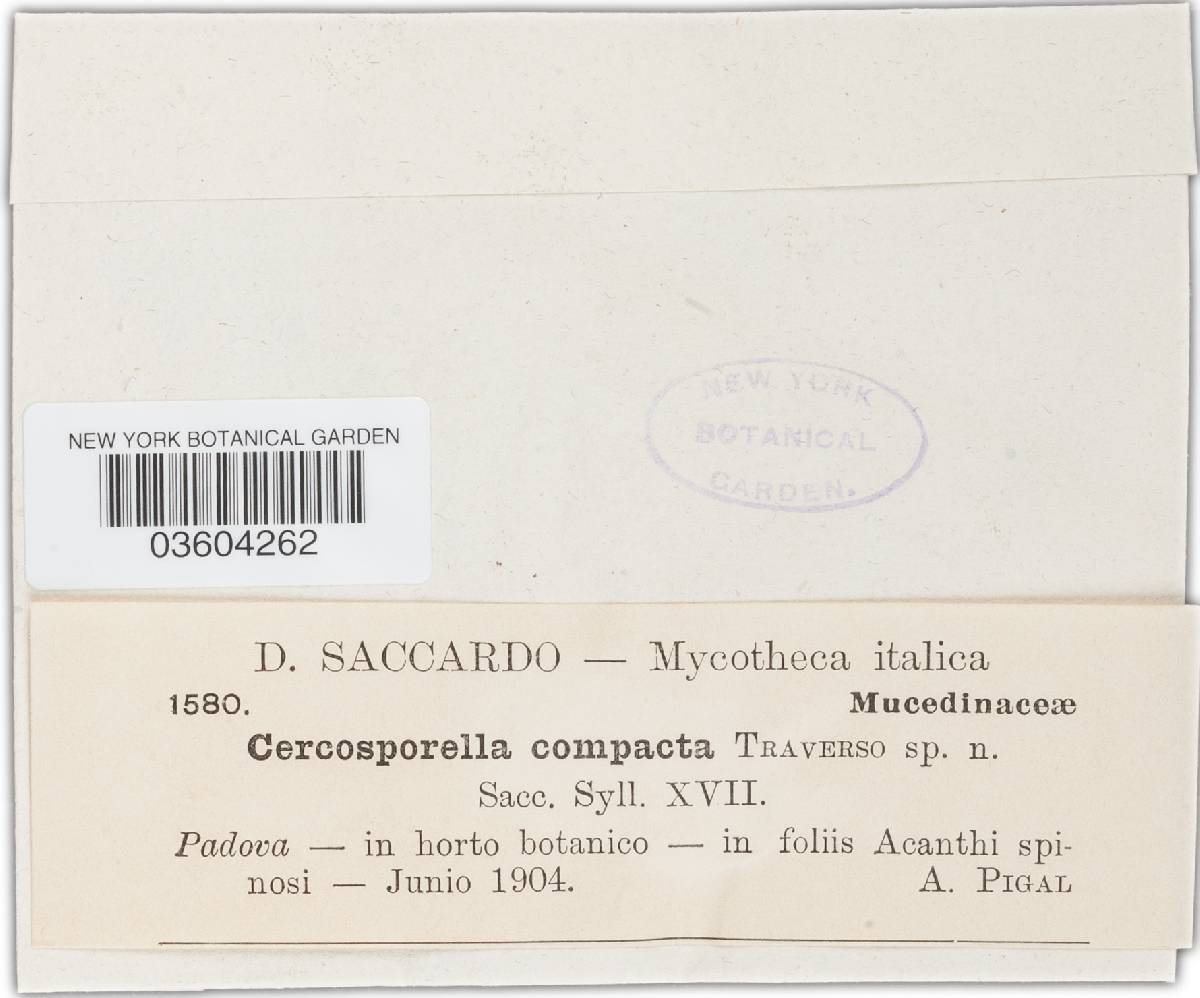 NEW YORK
BOTANICAL
GARDEN.
NEW YORK BOTANICAL GARDEN
03604262
D. SACCARDO — Mycotheca italica
1580. Mucedinaceæ
Cercosporella compacta TRAVERSO sp. n.
Sacc. Syll. XVII.
Padova — in horto botanico — in foliis Acanthi spi-
nosi — Junio 1904. A. PIGAL